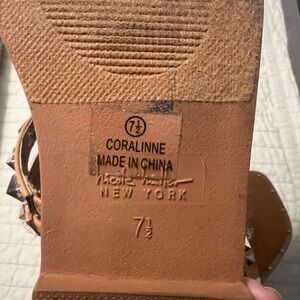 7½
CORALINNE
MADE IN CHINA
Nicole Miller
NEW YORK
7½